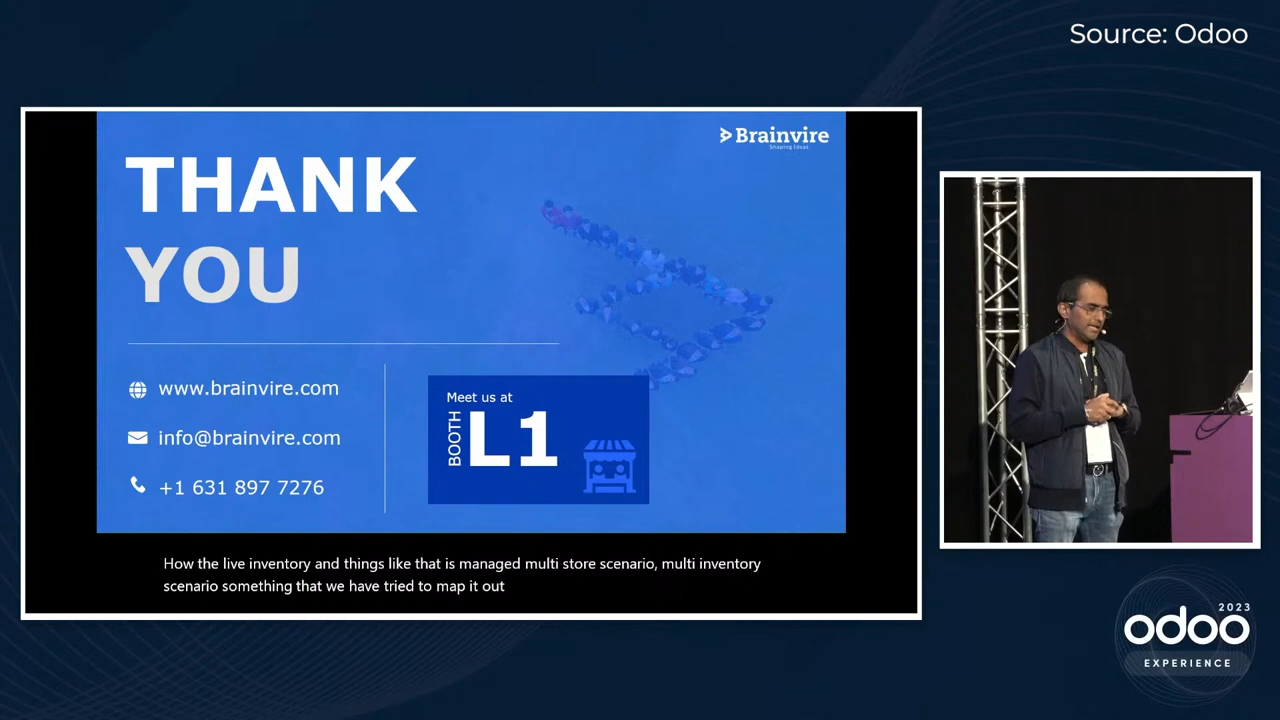 Source: Odoo
Brainvire
Shaping Ideas
THANK
YOU
www.brainvire.com
info@brainvire.com
+1 631 897 7276
Meet us at
BOOTH
L1
How the live inventory and things like that is managed multi store scenario, multi inventory
scenario something that we have tried to map it out
2023
odoo
EXPERIENCE